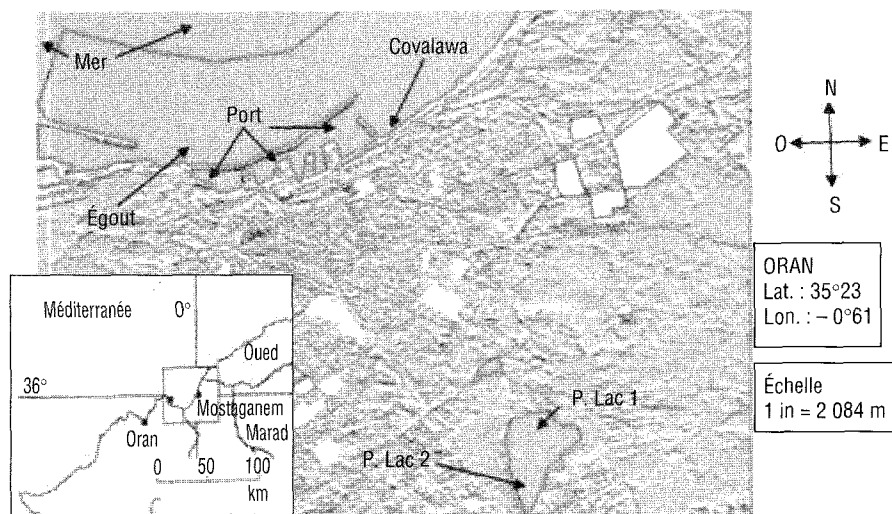 Mer
Covalawa
Port
Égout
N
O
E
S
ORAN
Lat. : 35°23
Lon. : – 0°61
Échelle
1 in = 2 084 m
P. Lac 1
P. Lac 2
Méditerranée
0°
Oued
36°
Mostaganem
Oran
Marad
0 50 100
km